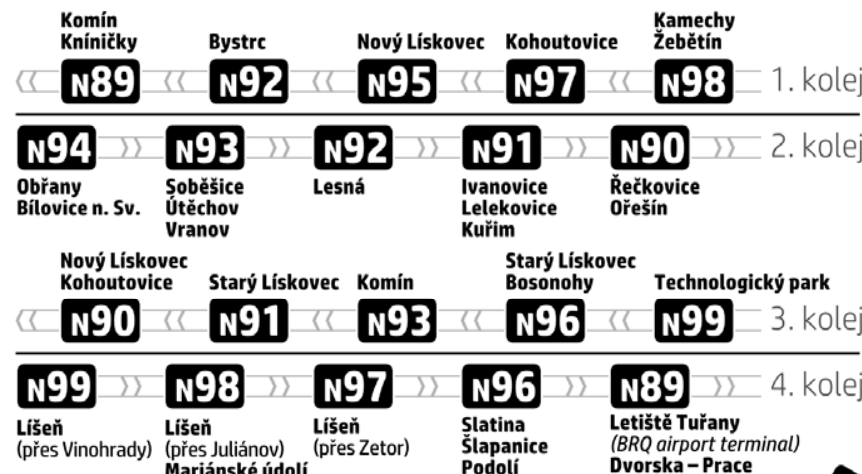 Komín
Kníničky
Bystrc
Nový Lískovec
Kohoutovice
Kamechy
Žebětín
N89 N92 N95 N97 N98 1. kolej
N94 N93 N92 N91 N90 2. kolej
Obřany
Bílovice n. Sv.
Soběšice
Útěchov
Vranov
Lesná
Ivanovice
Lelekovice
Kuřim
Řečkovice
Ořešín
Nový Lískovec
Kohoutovice
Starý Lískovec
Komín
Starý Lískovec
Bosonohy
Technologický park
N90 N91 N93 N96 N99 3. kolej
N99 N98 N97 N96 N89 4. kolej
Líšeň
(přes Vinohrady)
Líšeň
(přes Juliánov)
Mariánské údolí
Líšeň
(přes Zetor)
Slatina
Šlapanice
Podolí
Letiště Tuřany
(BRQ airport terminal)
Dvorska – Prace